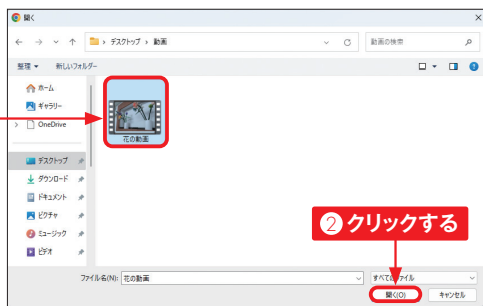 開く
デスクトップ › 動画
動画の検索
整理
新しいフォルダー
ホーム
ギャラリー
OneDrive
花の動画
デスクトップ
ダウンロード
ドキュメント
ピクチャ
ミュージック
ビデオ
② クリックする
ファイル名(N): 花の動画
すべてのファイル
開く(O)
キャンセル